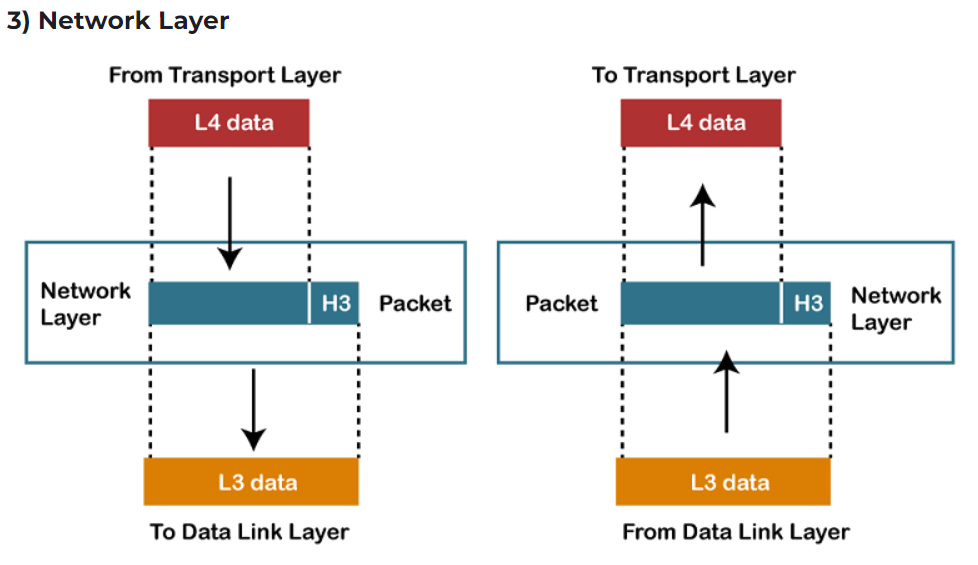 3) Network Layer
From Transport Layer
L4 data
Network
Layer
H3
Packet
L3 data
To Data Link Layer
To Transport Layer
L4 data
Packet
H3
Network
Layer
L3 data
From Data Link Layer